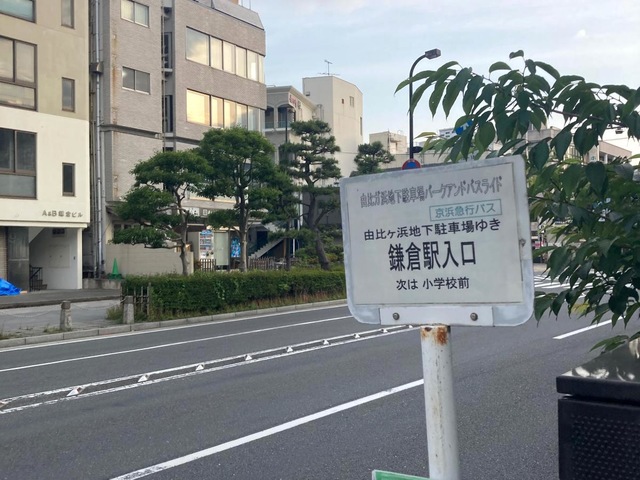 由比ガ浜地下駐車場パークアンドバスライド
京浜急行バス
由比ヶ浜地下駐車場ゆき
鎌倉駅入口
次は 小学校前